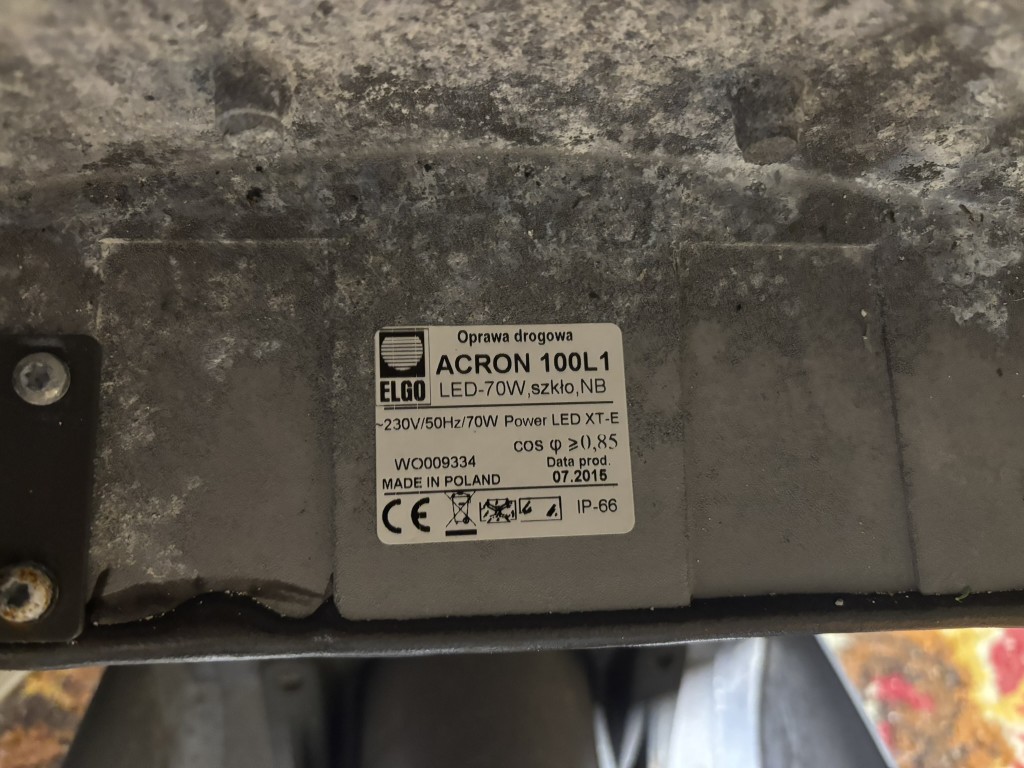 Oprawa drogowa
ELGO
ACRON 100L1
LED-70W,szkło,NB
~230V/50Hz/70W Power LED XT-E
cos φ ≥0,85
WO009334
Data prod.
MADE IN POLAND
07.2015
CE
IP-66